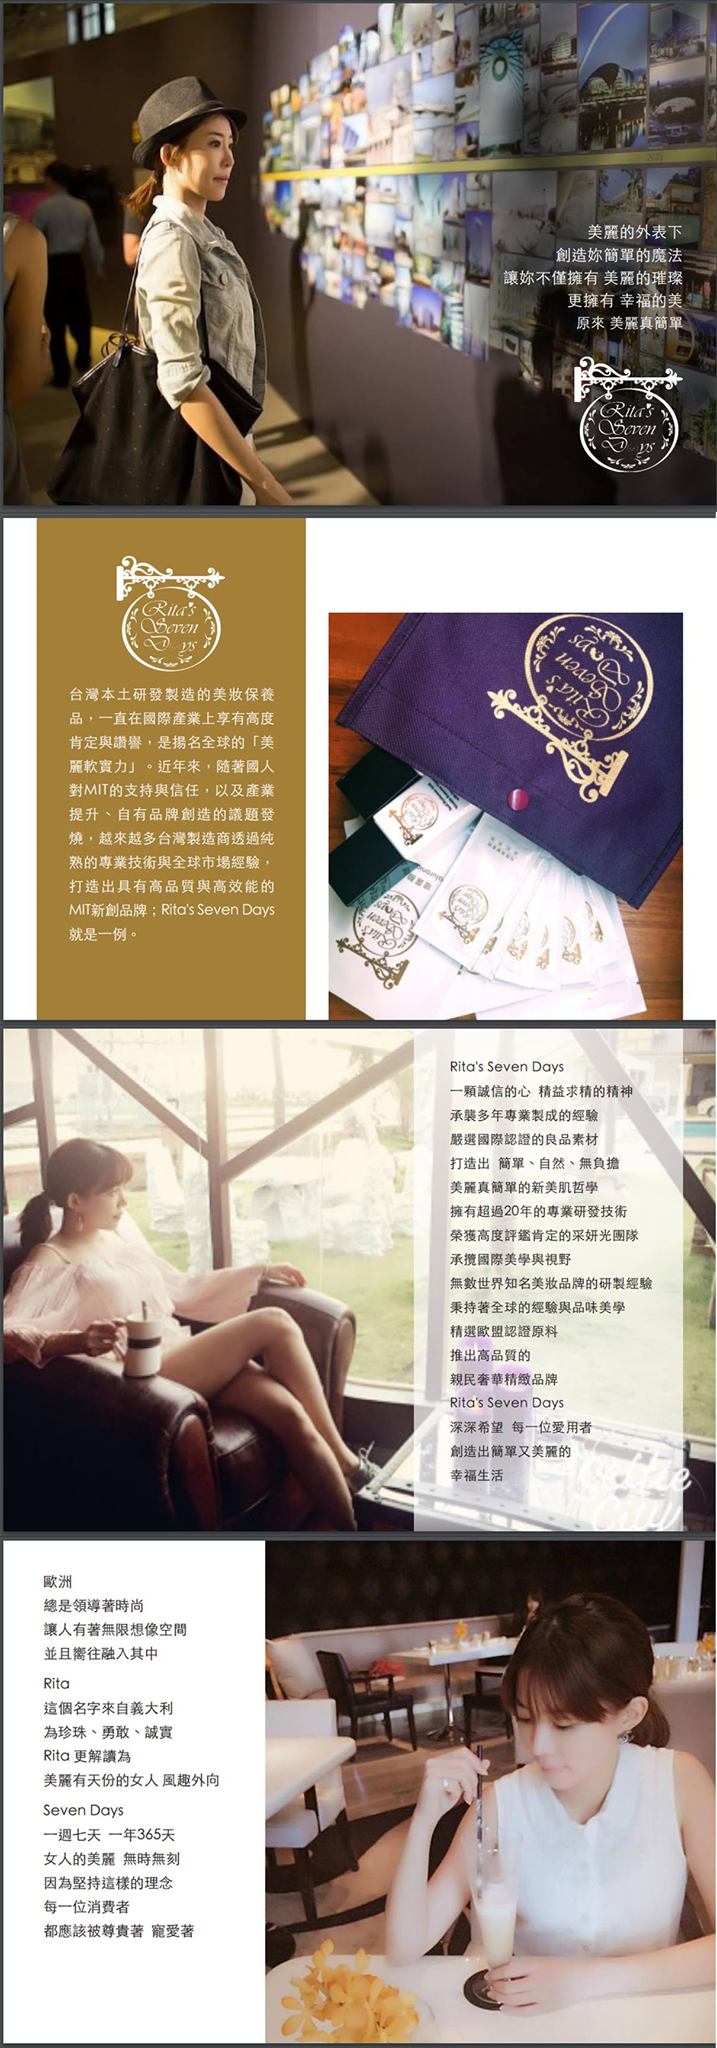 2023
美麗的外表下
創造妳簡單的魔法
讓妳不僅擁有 美麗的璀璨
更擁有 幸福的美
原來 美麗真簡單
Rita's
Seven
Days
Rita's
Seven
Days
台灣本土研發製造的美妝保養
品，一直在國際產業上享有高度
肯定與讚譽，是揚名全球的「美
麗軟實力」。近年來，隨著國人
對MIT的支持與信任，以及產業
提升、自有品牌創造的議題發
燒，越來越多台灣製造商透過純
熟的專業技術與全球市場經驗，
打造出具有高品質與高效能的
MIT新創品牌；Rita's Seven Days
就是一例。
Rita's
Seven
Days
Rita's Seven Days
一顆誠信的心 精益求精的精神
承襲多年專業製成的經驗
嚴選國際認證的良品素材
打造出 簡單、自然、無負擔
美麗真簡單的新美肌哲學
擁有超過20年的專業研發技術
榮獲高度評鑑肯定的采妍光團隊
承攬國際美學與視野
無數世界知名美妝品牌的研製經驗
秉持著全球的經驗與品味美學
精選歐盟認證原料
推出高品質的
親民奢華精緻品牌
Rita's Seven Days
深深希望 每一位愛用者
創造出簡單又美麗的
幸福生活
歐洲
總是領導著時尚
讓人有著無限想像空間
並且嚮往融入其中
Rita
這個名字來自義大利
為珍珠、勇敢、誠實
Rita 更解讀為
美麗有天份的女人 風趣外向
Seven Days
一週七天 一年365天
女人的美麗 無時無刻
因為堅持這樣的理念
每一位消費者
都應該被尊貴著 寵愛著